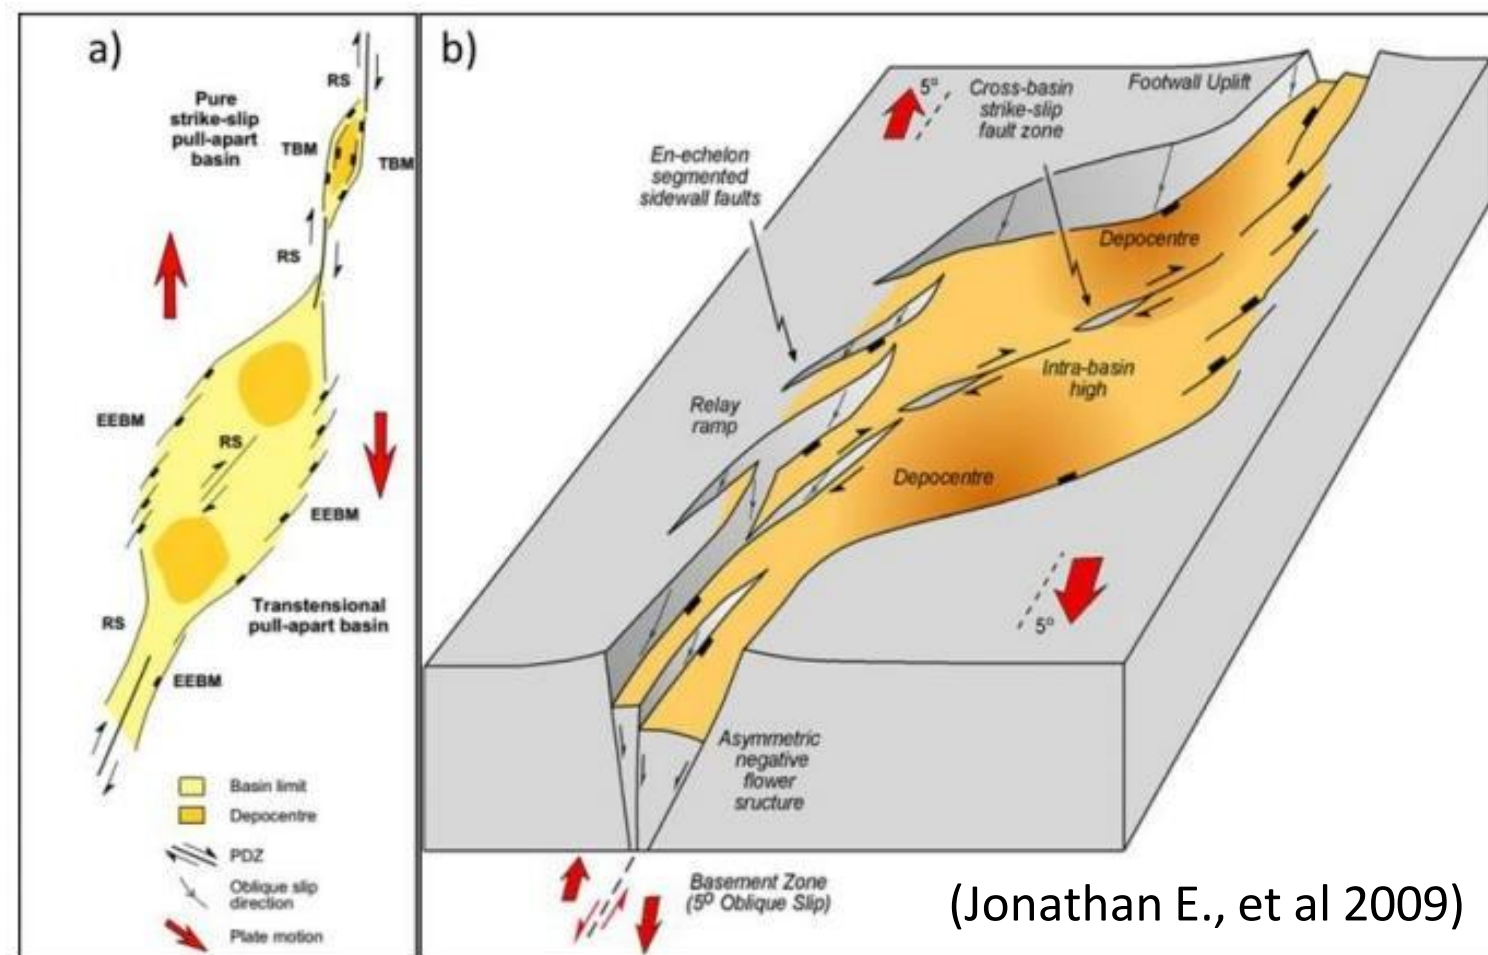 a)
RS
Pure
strike-slip
pull-apart
basin
TBM
TBM
RS
EEBM
RS
EEBM
RS
Transtensional
pull-apart basin
EEBM
Basin limit
Depocentre
PDZ
Oblique slip
direction
Plate motion
b)
5°
Cross-basin
strike-slip
fault zone
Footwall Uplift
En-echelon
segmented
sidewall faults
Depocentre
Intra-basin
high
Relay
ramp
Depocentre
5°
Asymmetric
negative
flower
sructure
Basement Zone
(5º Oblique Slip)
(Jonathan E., et al 2009)